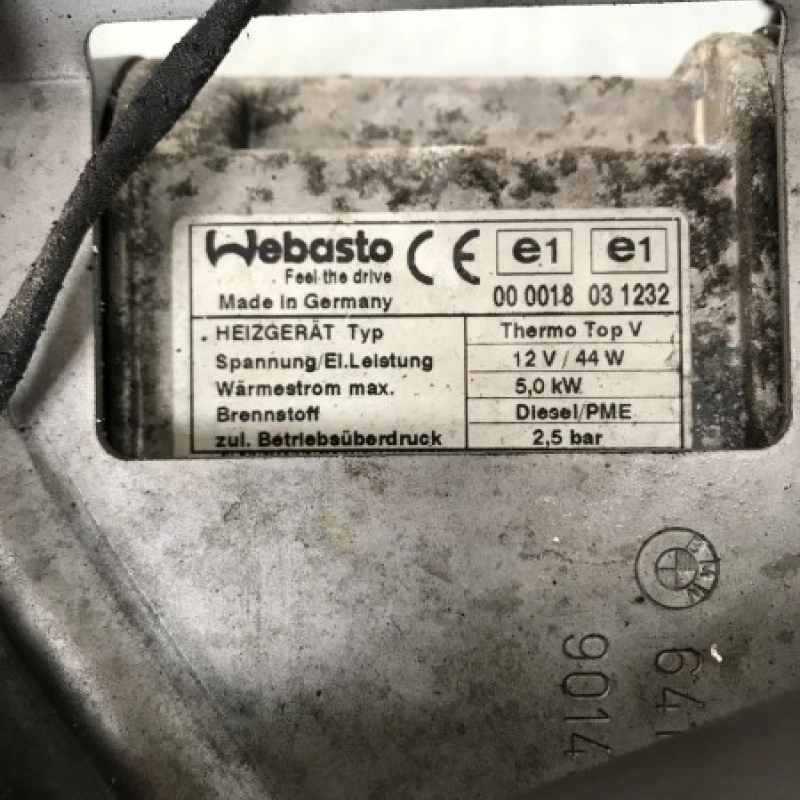 Webasto CE e1 e1
Feel the drive
Made in Germany 00 0018 03 1232
HEIZGERÄT Typ Thermo Top V
Spannung/El.Leistung 12 V / 44 W
Wärmestrom max. 5,0 kW
Brennstoff Diesel/PME
zul. Betriebsüberdruck 2,5 bar
BMW
641
9014